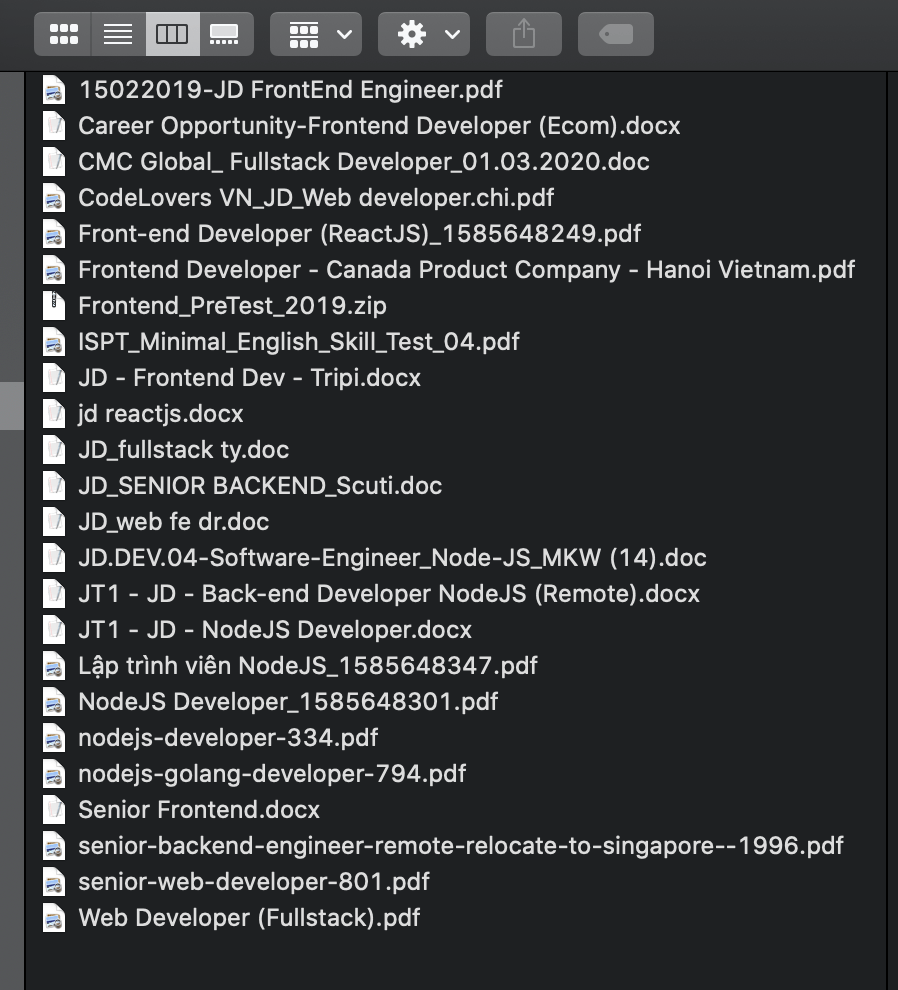 15022019-JD FrontEnd Engineer.pdf
Career Opportunity-Frontend Developer (Ecom).docx
CMC Global_ Fullstack Developer_01.03.2020.doc
CodeLovers VN_JD_Web developer.chi.pdf
Front-end Developer (ReactJS)_1585648249.pdf
Frontend Developer - Canada Product Company - Hanoi Vietnam.pdf
Frontend_PreTest_2019.zip
ISPT_Minimal_English_Skill_Test_04.pdf
JD - Frontend Dev - Tripi.docx
jd reactjs.docx
JD_fullstack ty.doc
JD_SENIOR BACKEND_Scuti.doc
JD_web fe dr.doc
JD.DEV.04-Software-Engineer_Node-JS_MKW (14).doc
JT1 - JD - Back-end Developer NodeJS (Remote).docx
JT1 - JD - NodeJS Developer.docx
Lập trình viên NodeJS_1585648347.pdf
NodeJS Developer_1585648301.pdf
nodejs-developer-334.pdf
nodejs-golang-developer-794.pdf
Senior Frontend.docx
senior-backend-engineer-remote-relocate-to-singapore--1996.pdf
senior-web-developer-801.pdf
Web Developer (Fullstack).pdf